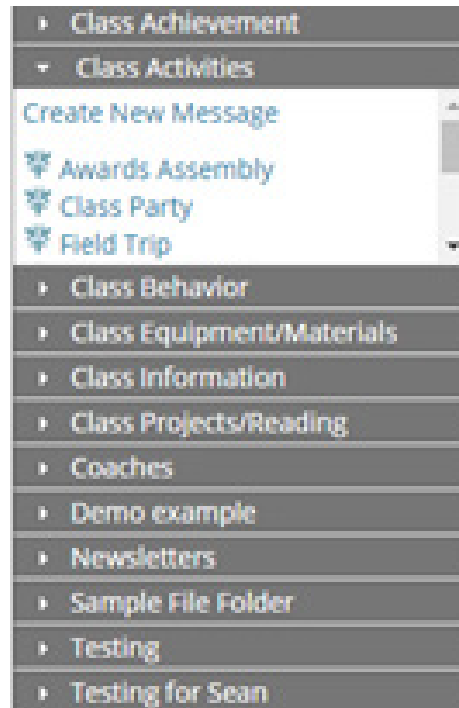 Class Achievement
Class Activities
Create New Message
Awards Assembly
Class Party
Field Trip
Class Behavior
Class Equipment/Materials
Class Information
Class Projects/Reading
Coaches
Demo example
Newsletters
Sample File Folder
Testing
Testing for Sean